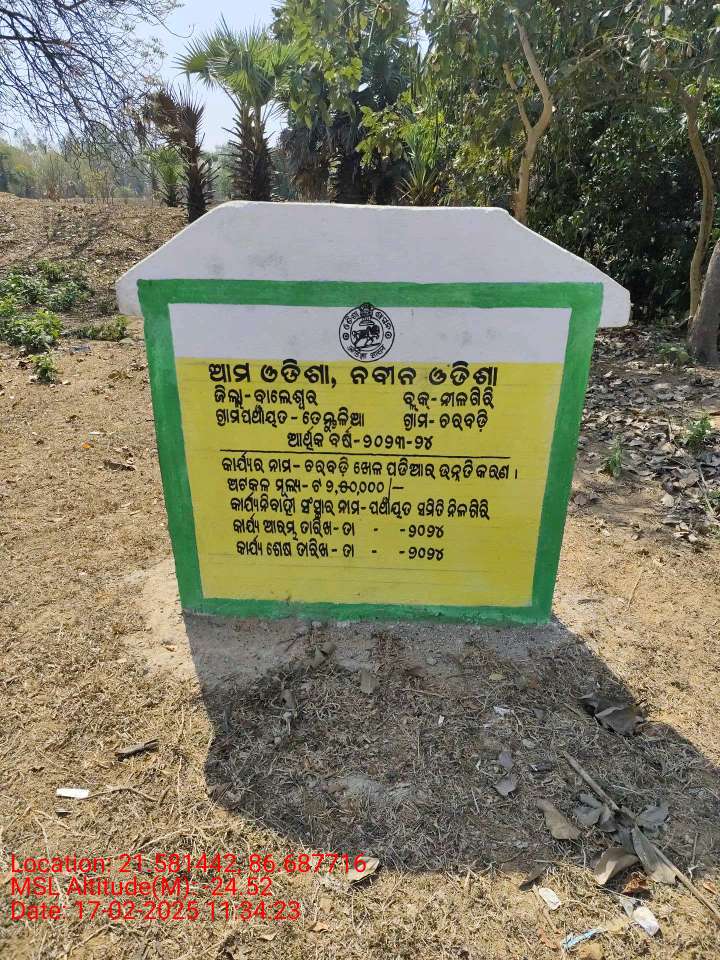 ଆମ ଓଡିଶା, ନବୀନ ଓଡିଶା
ଜିଲ୍ଲା - ବାଲେଶ୍ୱର ବ୍ଲକ୍ - ନୀଳଗିରି
ଗ୍ରାମପଞ୍ଚାୟତ - ତେନ୍ତୁଳିଆ ଗ୍ରାମ - ଚରବଡ଼ି
ଆର୍ଥିକ ବର୍ଷ - ୨୦୨୩-୨୪
କାର୍ଯ୍ୟର ନାମ - ଚରବଡ଼ି ଖେଳ ପଡିଆର ଉନ୍ନତି କରଣ ।
ଅଟକଳ ମୂଲ୍ୟ - ଟ ୨,୫୦,୦୦୦/-
କାର୍ଯ୍ୟନିର୍ବାହୀ ସଂସ୍ଥାର ନାମ - ପଞ୍ଚାୟତ ସମିତି ନିଳଗିରି
କାର୍ଯ୍ୟ ଆରମ୍ଭ ତାରିଖ - ତା - - ୨୦୨୪
କାର୍ଯ୍ୟ ଶେଷ ତାରିଖ - ତା - - ୨୦୨୪
Location: 21.581442, 86.687716
MSL Altitude(M): -24.52
Date: 17-02-2025 11:34:23